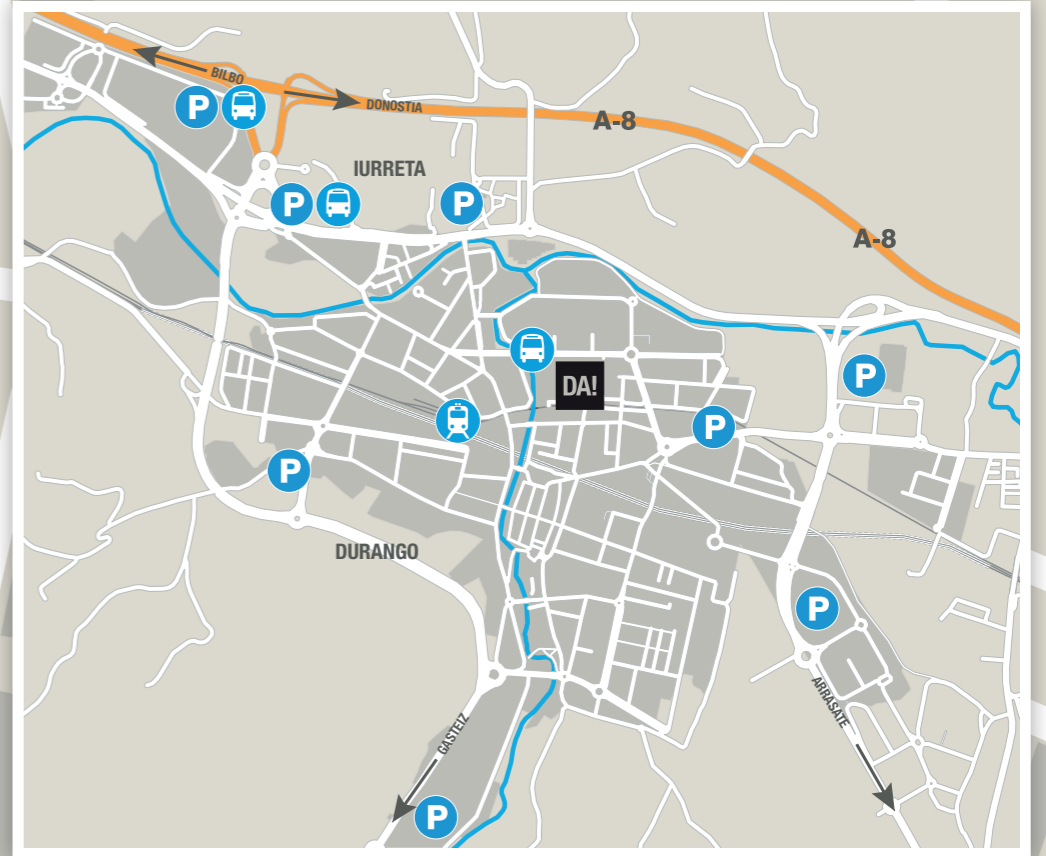 BILBO
DONOSTIA
A-8
P
IURRETA
P
P
A-8
DA!
P
P
P
DURANGO
P
ARRASATE
GASTEIZ
P